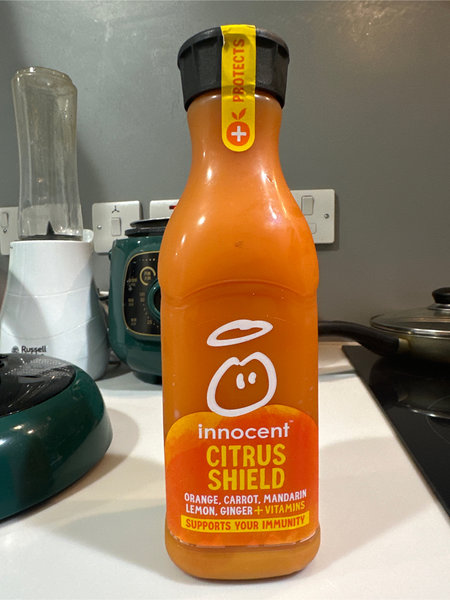 PROTECTS
Russell
innocent
CITRUS
SHIELD
ORANGE, CARROT, MANDARIN
LEMON, GINGER + VITAMINS
SUPPORTS YOUR IMMUNITY